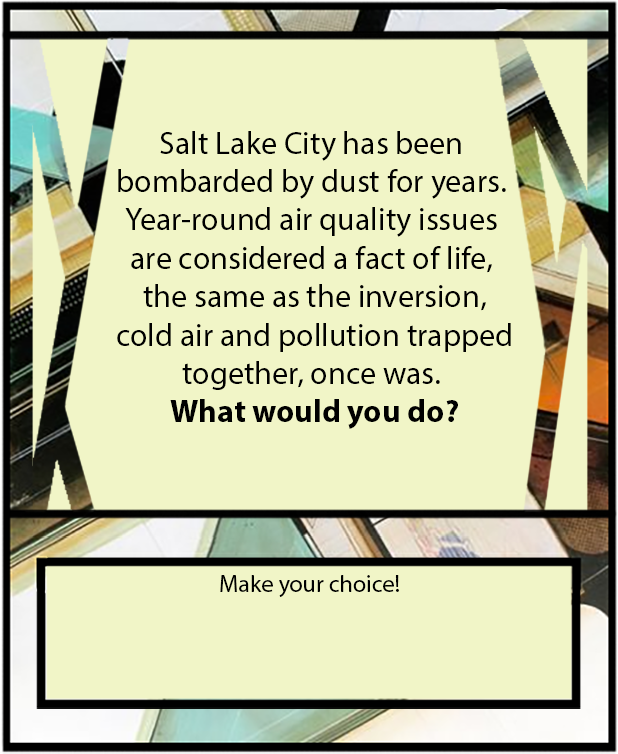 Salt Lake City has been
bombarded by dust for years.
Year-round air quality issues
are considered a fact of life,
the same as the inversion,
cold air and pollution trapped
together, once was.
What would you do?
Make your choice!